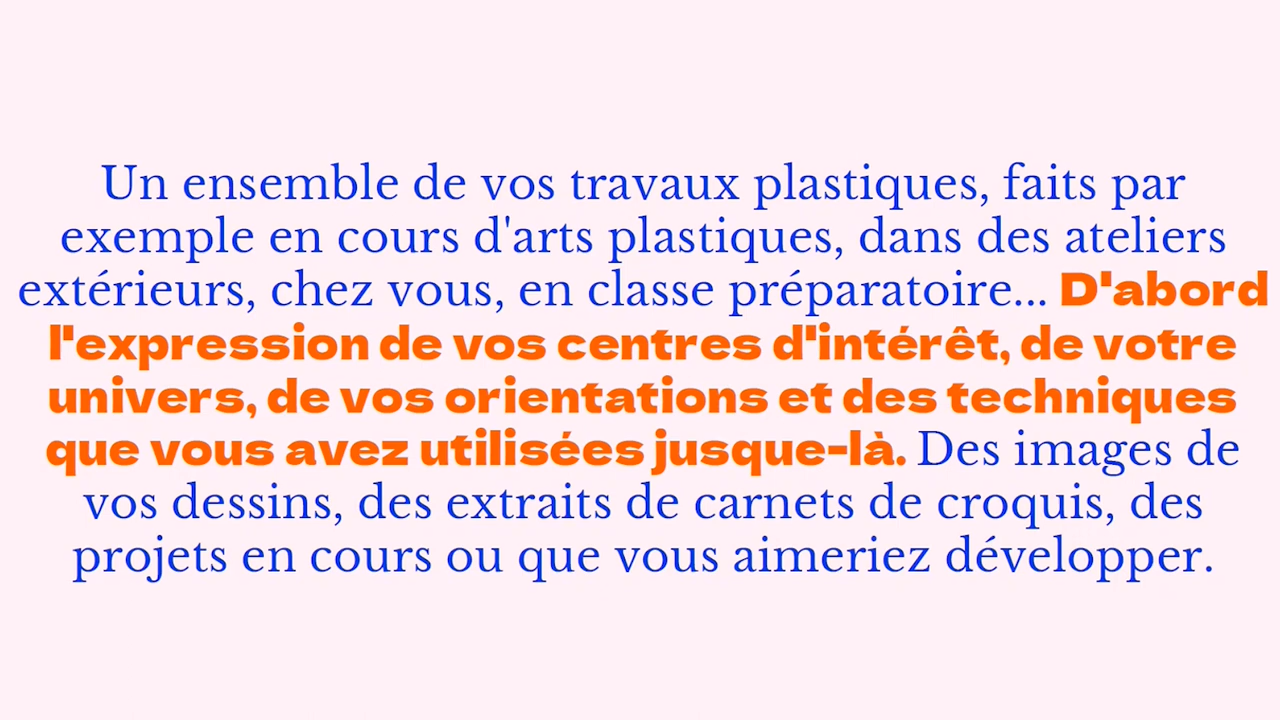 Un ensemble de vos travaux plastiques, faits par
exemple en cours d'arts plastiques, dans des ateliers
extérieurs, chez vous, en classe préparatoire... D'abord
l'expression de vos centres d'intérêt, de votre
univers, de vos orientations et des techniques
que vous avez utilisées jusque-là. Des images de
vos dessins, des extraits de carnets de croquis, des
projets en cours ou que vous aimeriez développer.